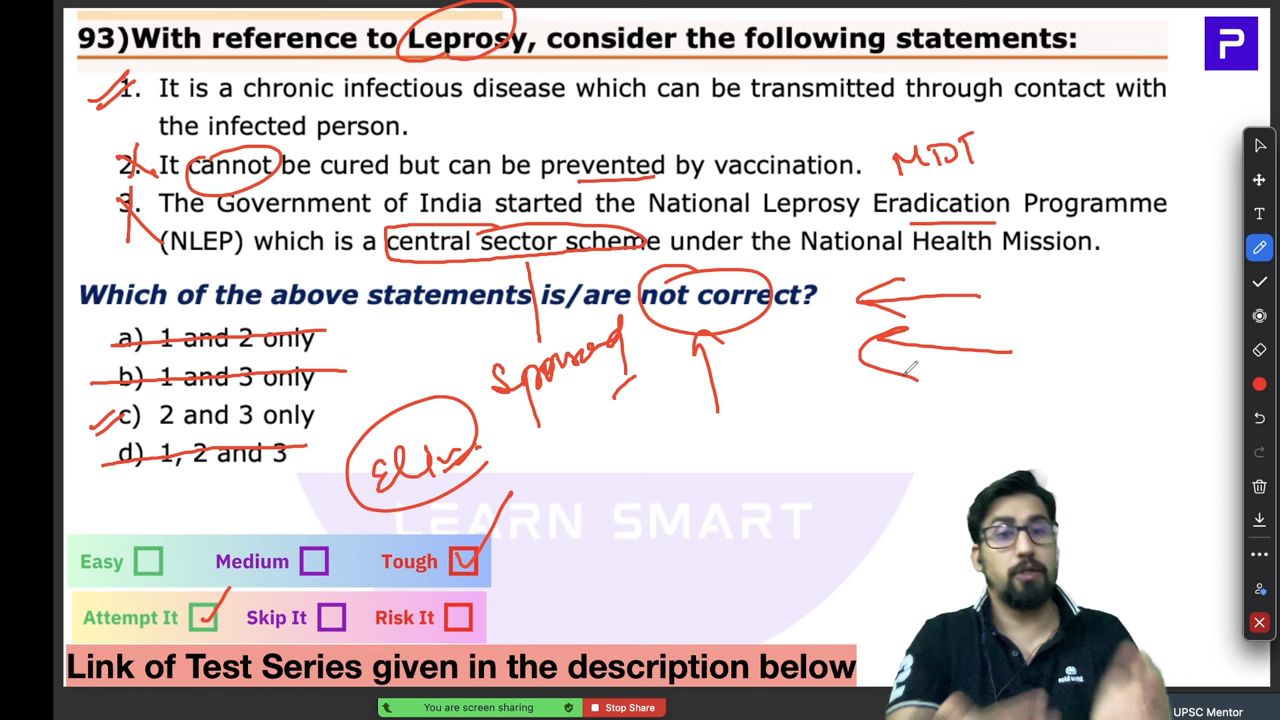 93)With reference to Leprosy, consider the following statements:
1. It is a chronic infectious disease which can be transmitted through contact with
the infected person.
2. It cannot be cured but can be prevented by vaccination. MDT
3. The Government of India started the National Leprosy Eradication Programme
(NLEP) which is a central sector scheme under the National Health Mission.
Which of the above statements is/are not correct?
a) 1 and 2 only
b) 1 and 3 only
Sponsored
c) 2 and 3 only
d) 1, 2 and 3
LEARN SMART
Easy Medium Tough
Attempt It Skip It Risk It
Link of Test Series given in the description below
You are screen sharing Stop Share
UPSC Mentor
P
T
2